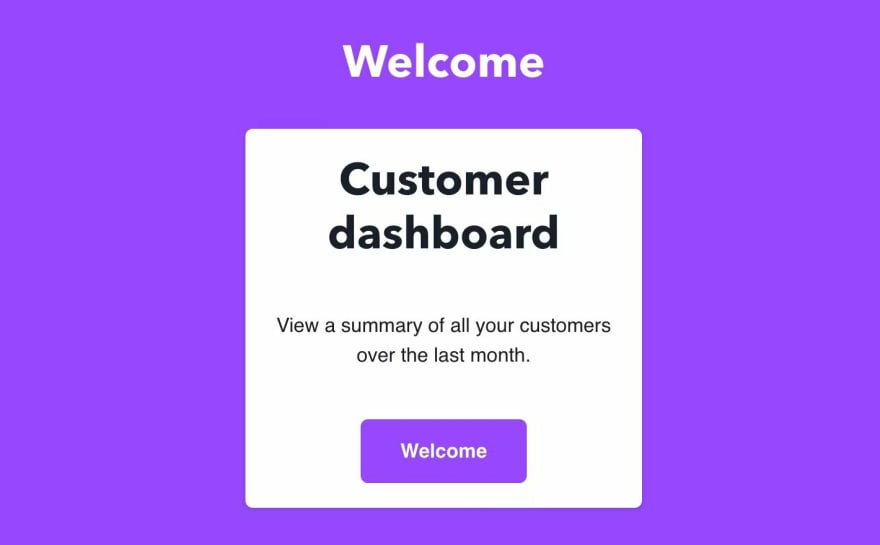 Welcome
Customer
dashboard
View a summary of all your customers
over the last month.
Welcome